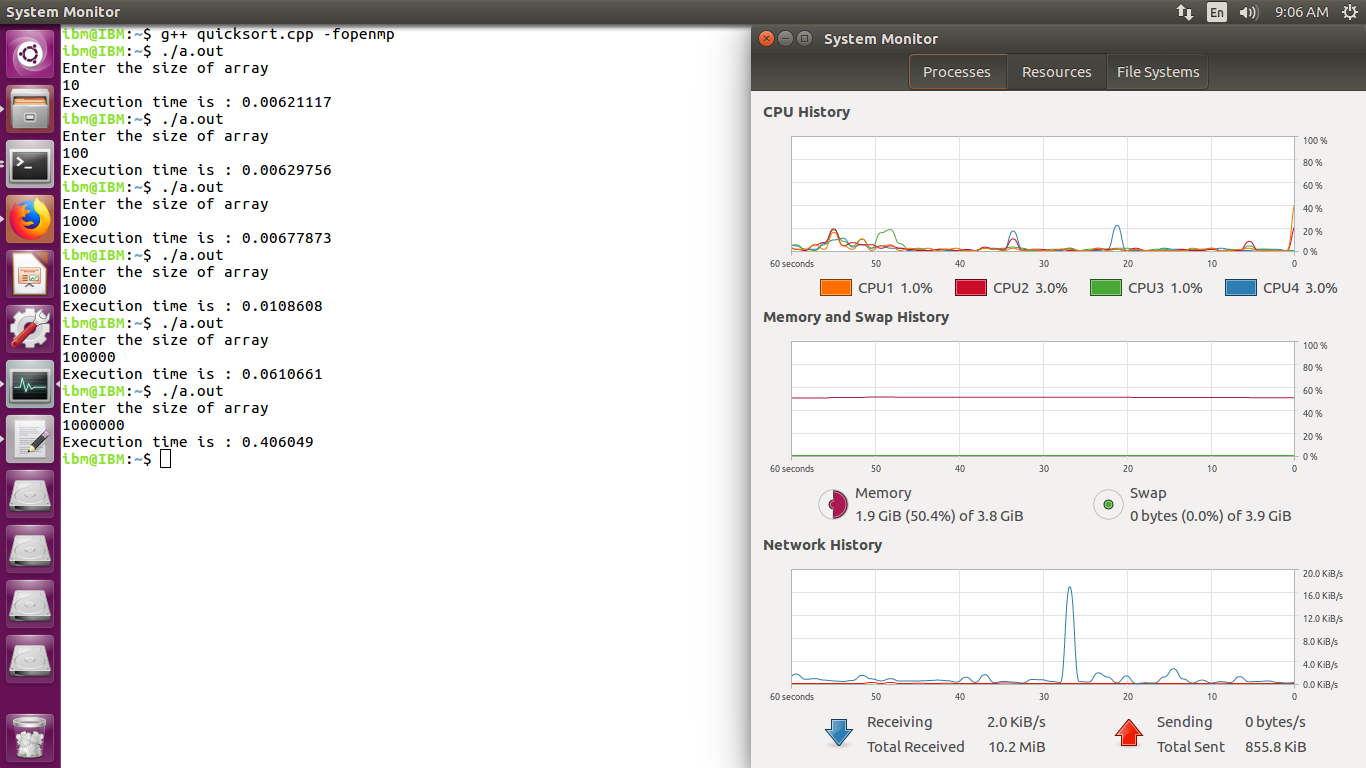 System Monitor
En
9:06 AM
ibm@IBM:~$ g++ quicksort.cpp -fopenmp
ibm@IBM:~$ ./a.out
Enter the size of array
10
Execution time is : 0.00621117
ibm@IBM:~$ ./a.out
Enter the size of array
100
Execution time is : 0.00629756
ibm@IBM:~$ ./a.out
Enter the size of array
1000
Execution time is : 0.00677873
ibm@IBM:~$ ./a.out
Enter the size of array
10000
Execution time is : 0.0108608
ibm@IBM:~$ ./a.out
Enter the size of array
100000
Execution time is : 0.0610661
ibm@IBM:~$ ./a.out
Enter the size of array
1000000
Execution time is : 0.406049
ibm@IBM:~$
System Monitor
Processes Resources File Systems
CPU History
100 %
80 %
60 %
40 %
20 %
0 %
60 seconds 50 40 30 20 10 0
CPU1 1.0% CPU2 3.0% CPU3 1.0% CPU4 3.0%
Memory and Swap History
100 %
80 %
60 %
40 %
20 %
0 %
60 seconds 50 40 30 20 10 0
Memory
1.9 GiB (50.4%) of 3.8 GiB
Swap
0 bytes (0.0%) of 3.9 GiB
Network History
20.0 KiB/s
16.0 KiB/s
12.0 KiB/s
8.0 KiB/s
4.0 KiB/s
0.0 KiB/s
60 seconds 50 40 30 20 10 0
Receiving 2.0 KiB/s
Total Received 10.2 MiB
Sending 0 bytes/s
Total Sent 855.8 KiB